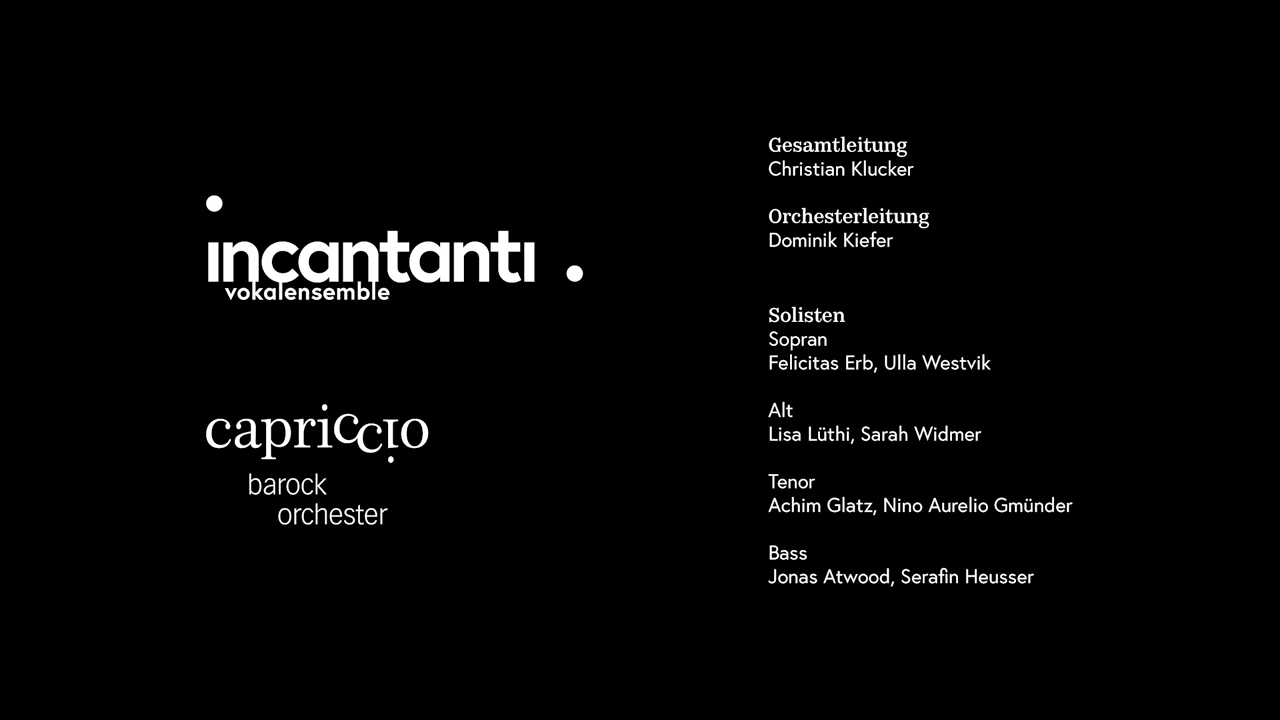 incantanti
vokalensemble
capriccio
barock
orchester
Gesamtleitung
Christian Klucker
Orchesterleitung
Dominik Kiefer
Solisten
Sopran
Felicitas Erb, Ulla Westvik
Alt
Lisa Lüthi, Sarah Widmer
Tenor
Achim Glatz, Nino Aurelio Gmünder
Bass
Jonas Atwood, Serafin Heusser